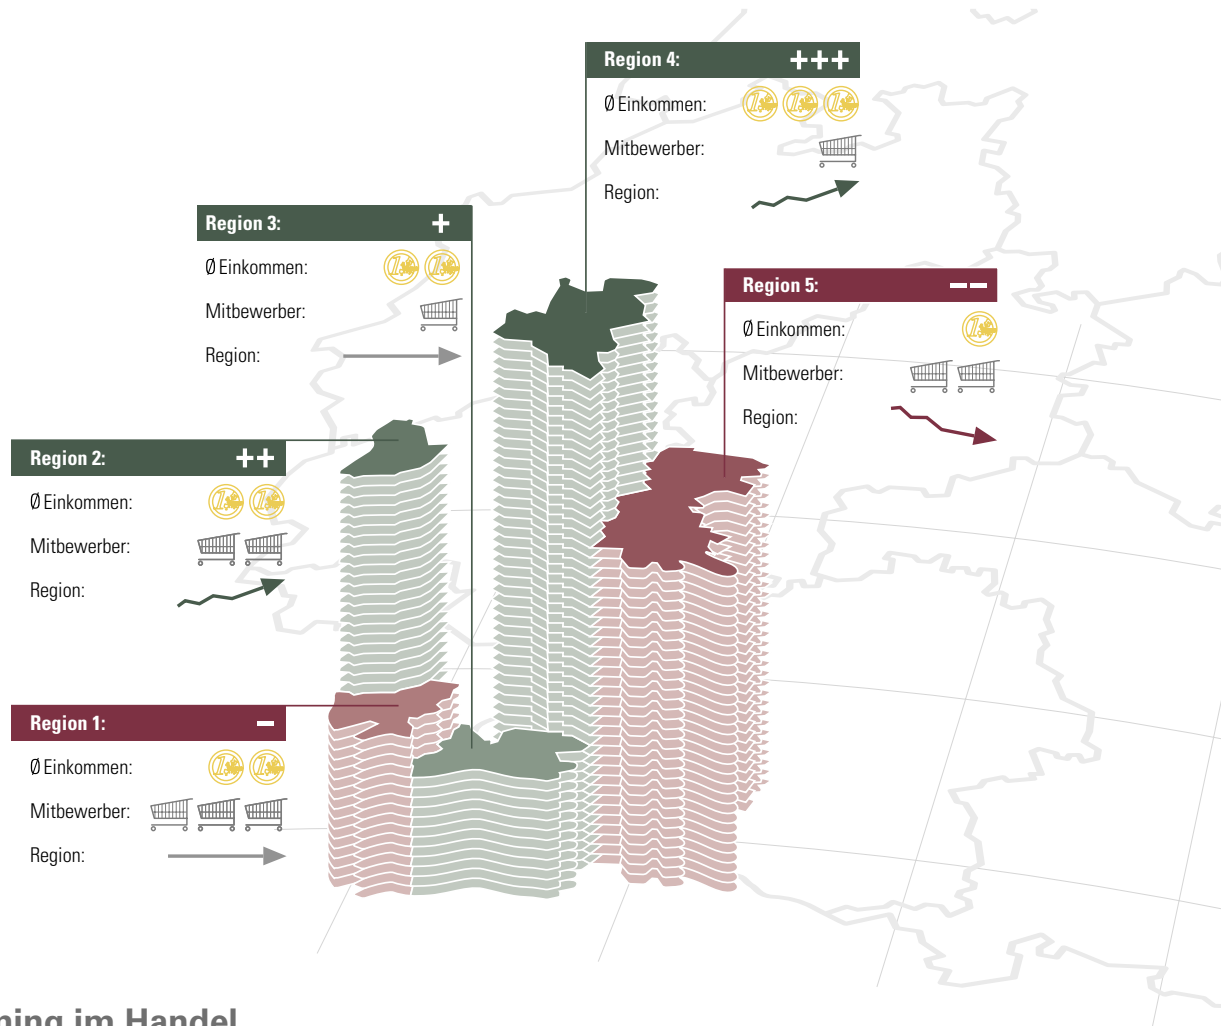 Region 4: +++
Ø Einkommen:
Mitbewerber:
Region:
Region 3: +
Ø Einkommen:
Mitbewerber:
Region:
Region 5: −−
Ø Einkommen:
Mitbewerber:
Region:
Region 2: ++
Ø Einkommen:
Mitbewerber:
Region:
Region 1: −
Ø Einkommen:
Mitbewerber:
Region:
im Handel